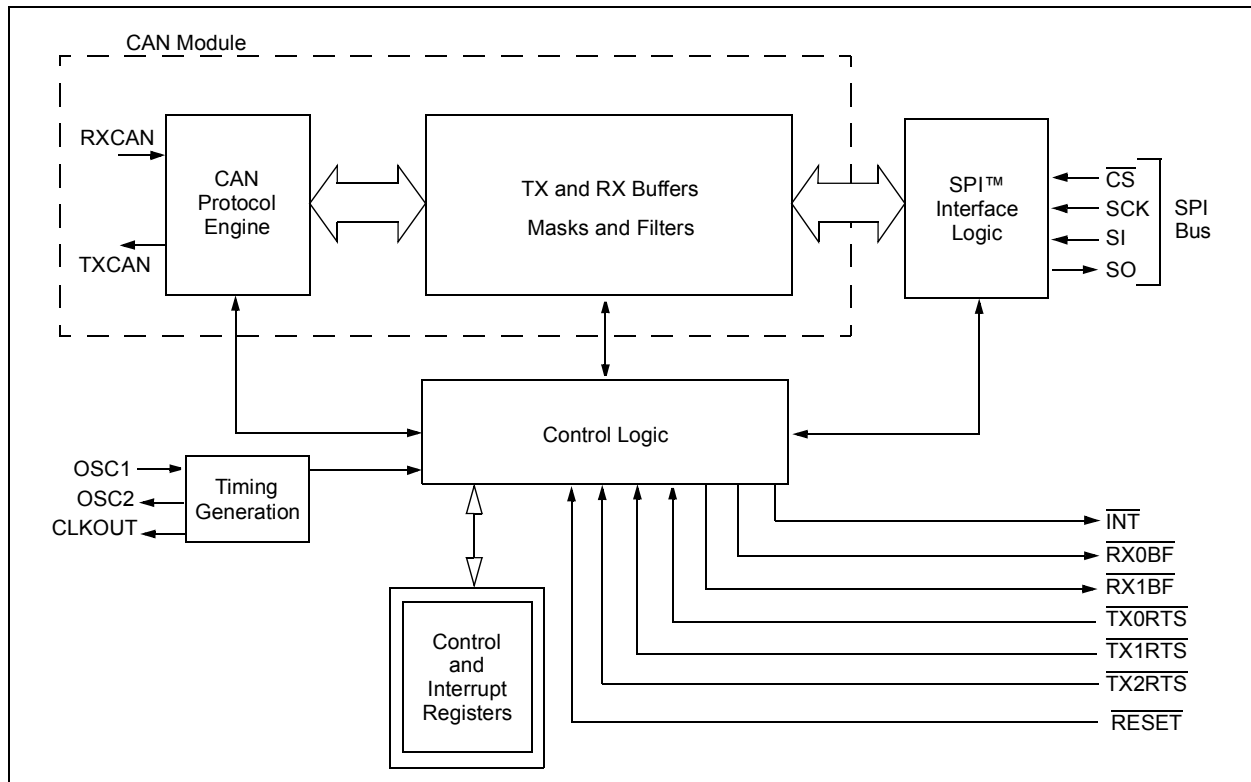 CAN Module
RXCAN
TXCAN
CAN
Protocol
Engine
TX and RX Buffers
Masks and Filters
SPI™
Interface
Logic
CS
SCK
SI
SO
SPI
Bus
Control Logic
OSC1
OSC2
CLKOUT
Timing
Generation
Control
and
Interrupt
Registers
INT
RX0BF
RX1BF
TX0RTS
TX1RTS
TX2RTS
RESET